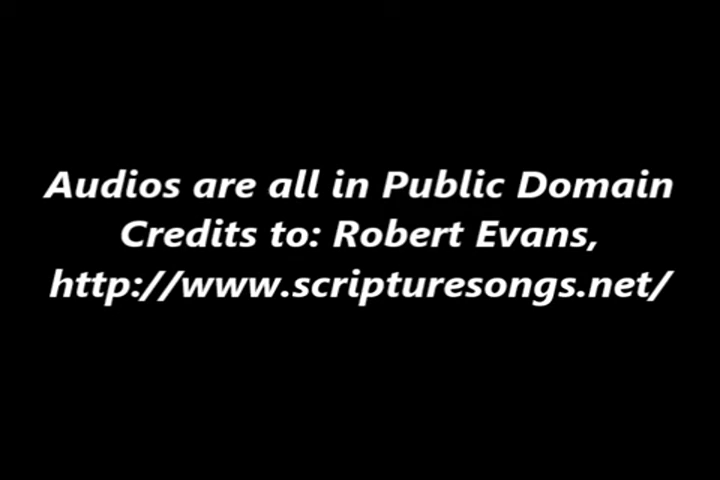 Audios are all in Public Domain
Credits to: Robert Evans,
http://www.scripturesongs.net/